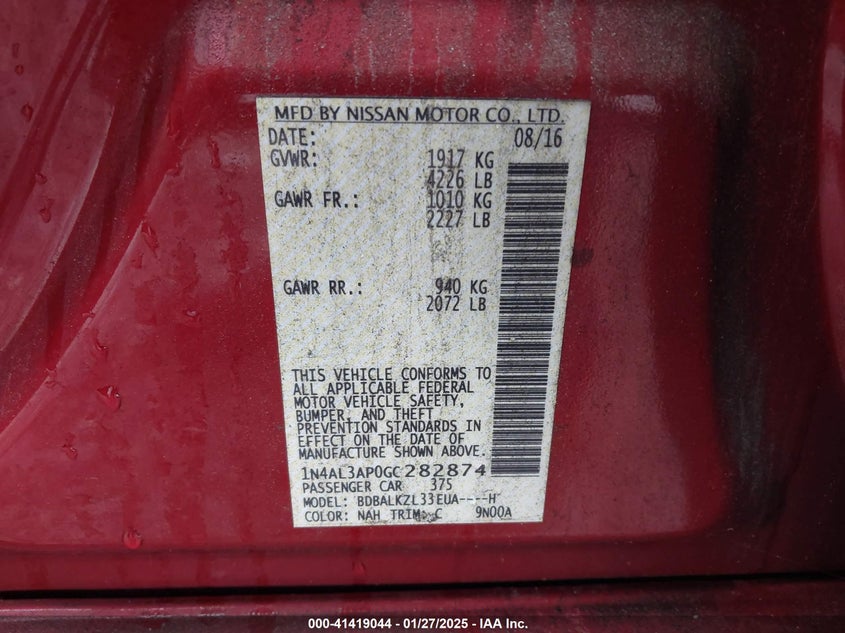 MFD BY NISSAN MOTOR CO., LTD.
DATE: 08/16
GVWR: 1917 KG
4226 LB
GAWR FR.: 1010 KG
2227 LB
GAWR RR.: 940 KG
2072 LB
THIS VEHICLE CONFORMS TO
ALL APPLICABLE FEDERAL
MOTOR VEHICLE SAFETY,
BUMPER, AND THEFT
PREVENTION STANDARDS IN
EFFECT ON THE DATE OF
MANUFACTURE SHOWN ABOVE.
1N4AL3AP0GC282874
PASSENGER CAR 375
MODEL: BDBALKZL33EUA----H
COLOR: NAH TRIM: C 9N00A
000-41419044 — 01/27/2025 — IAA Inc.